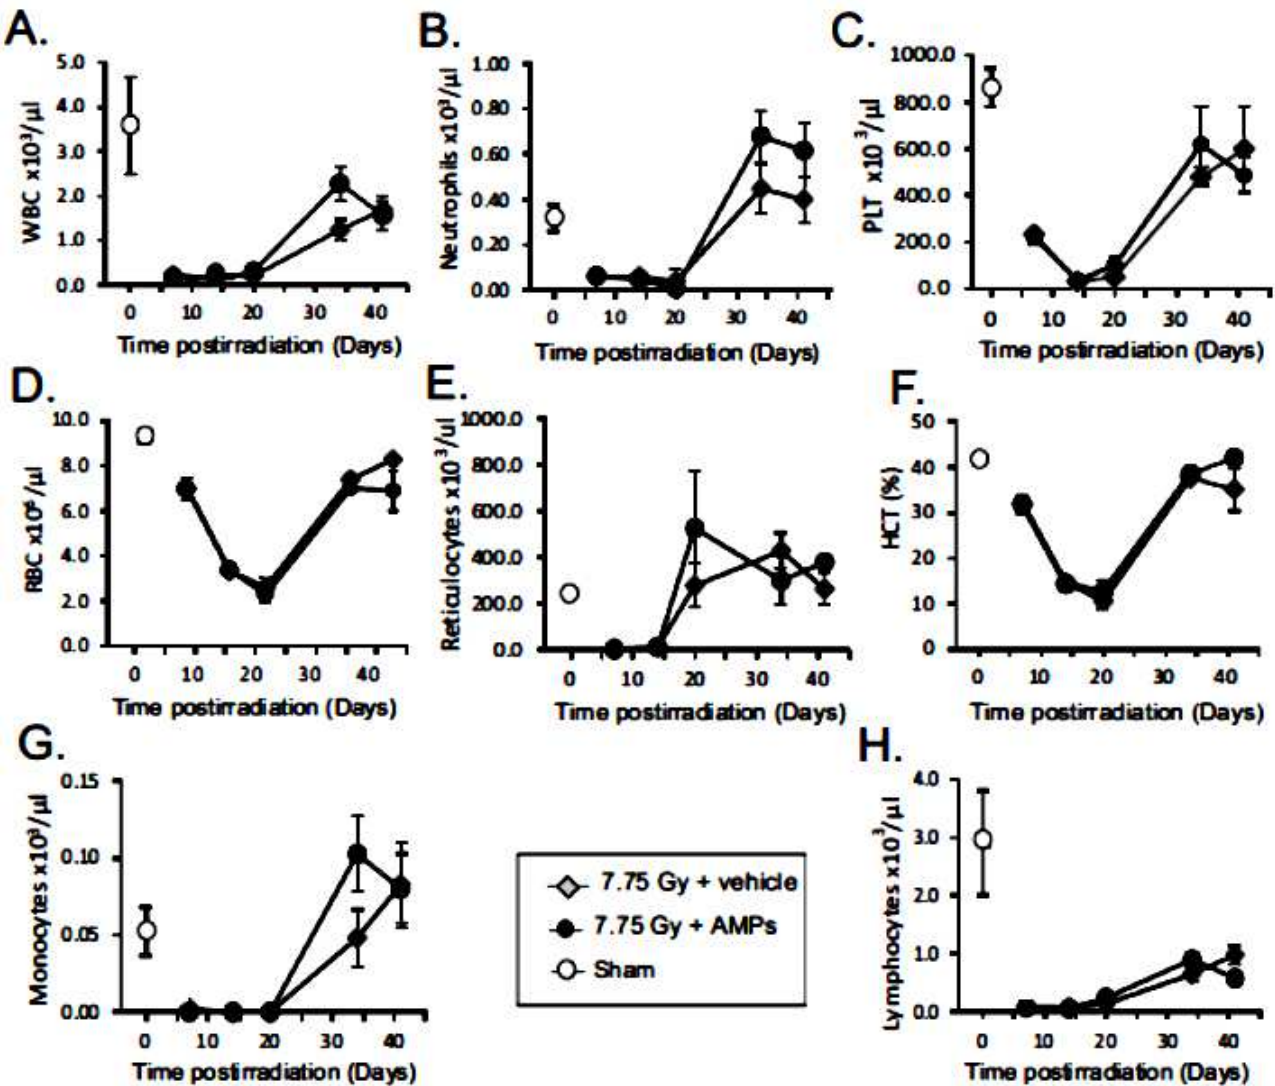 A.
B.
C.
5.0
4.0
3.0
2.0
1.0
0.0
WBC x10³/µl
0 10 20 30 40
Time postirradiation (Days)
1.00
0.80
0.60
0.40
0.20
0.00
Neutrophils x10³/µl
0 10 20 30 40
Time postirradiation (Days)
1000.0
800.0
600.0
400.0
200.0
0.0
PLT x10³/µl
0 10 20 30 40
Time postirradiation (Days)
D.
E.
F.
10.0
8.0
6.0
4.0
2.0
0.0
0 10 20 30 40
Time postirradiation (Days)
1000.0
800.0
600.0
400.0
200.0
0.0
Reticulocytes x10³/ul
0 10 20 30 40
Time postirradiation (Days)
50
40
30
20
10
0
HCT (%)
0 10 20 30 40
Time postirradiation (Days)
G.
H.
0.15
0.10
0.05
0.00
Monocytes x10³/µl
0 10 20 30 40
Time postirradiation (Days)
7.75 Gy + vehicle
7.75 Gy + AMPs
Sham
4.0
3.0
2.0
1.0
0.0
Lymphocytes x10³/µl
0 10 20 30 40
Time postirradiation (Days)